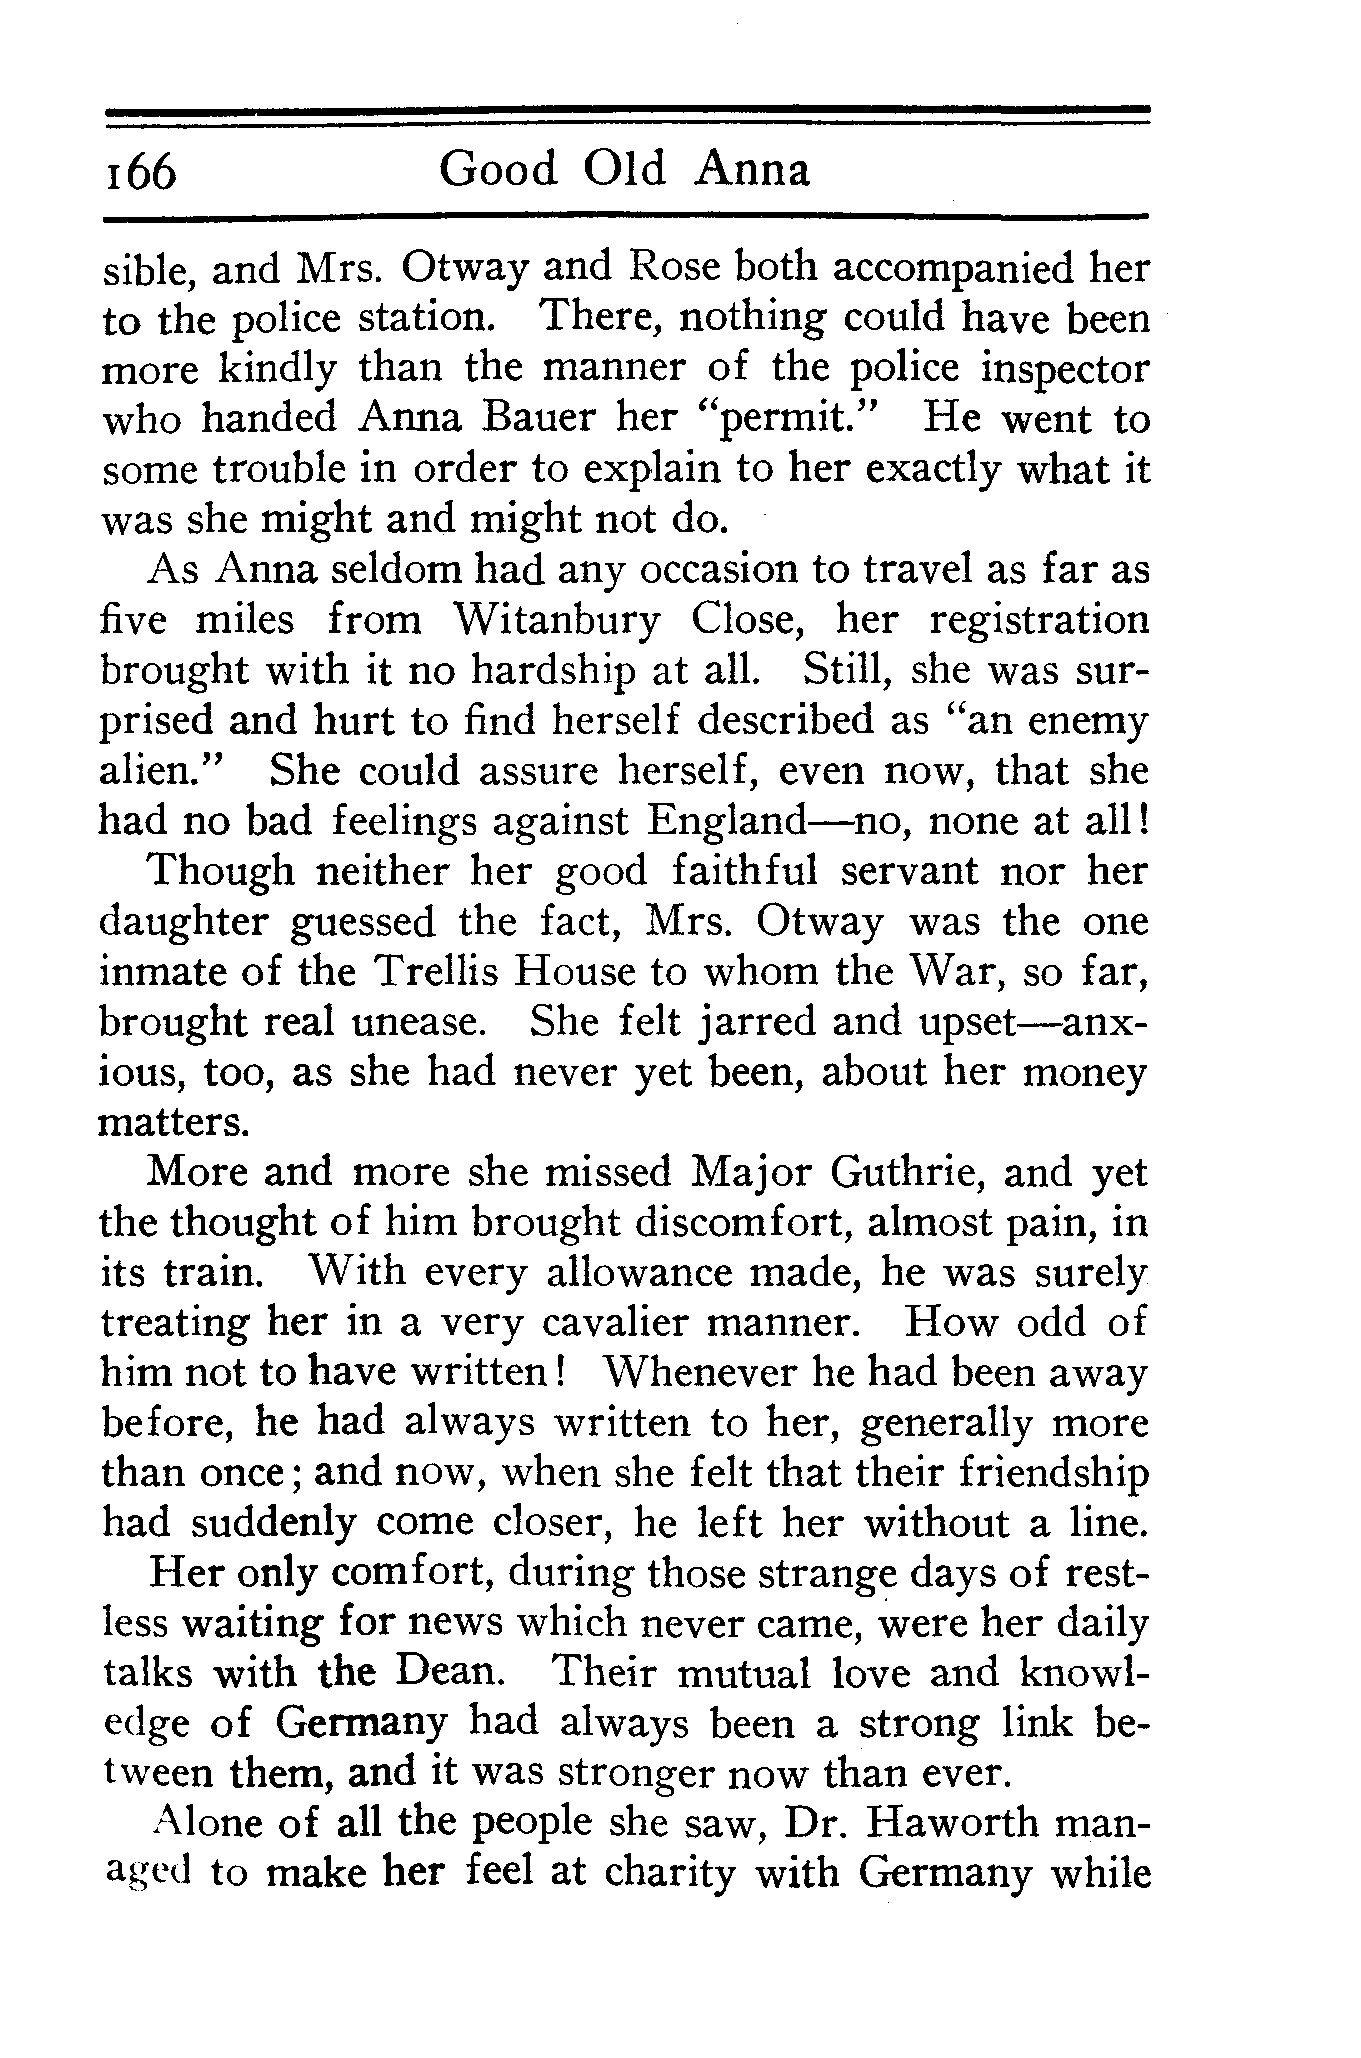 166 Good Old Anna
sible, and Mrs. Otway and Rose both accompanied her
to the police station. There, nothing could have been
more kindly than the manner of the police inspector
who handed Anna Bauer her “permit.” He went to
some trouble in order to explain to her exactly what it
was she might and might not do.
As Anna seldom had any occasion to travel as far as
five miles from Witanbury Close, her registration
brought with it no hardship at all. Still, she was sur-
prised and hurt to find herself described as “an enemy
alien.” She could assure herself, even now, that she
had no bad feelings against England—no, none at all!
Though neither her good faithful servant nor her
daughter guessed the fact, Mrs. Otway was the one
inmate of the Trellis House to whom the War, so far,
brought real unease. She felt jarred and upset—anx-
ious, too, as she had never yet been, about her money
matters.
More and more she missed Major Guthrie, and yet
the thought of him brought discomfort, almost pain, in
its train. With every allowance made, he was surely
treating her in a very cavalier manner. How odd of
him not to have written! Whenever he had been away
before, he had always written to her, generally more
than once; and now, when she felt that their friendship
had suddenly come closer, he left her without a line.
Her only comfort, during those strange days of rest-
less waiting for news which never came, were her daily
talks with the Dean. Their mutual love and knowl-
edge of Germany had always been a strong link be-
tween them, and it was stronger now than ever.
Alone of all the people she saw, Dr. Haworth man-
aged to make her feel at charity with Germany while